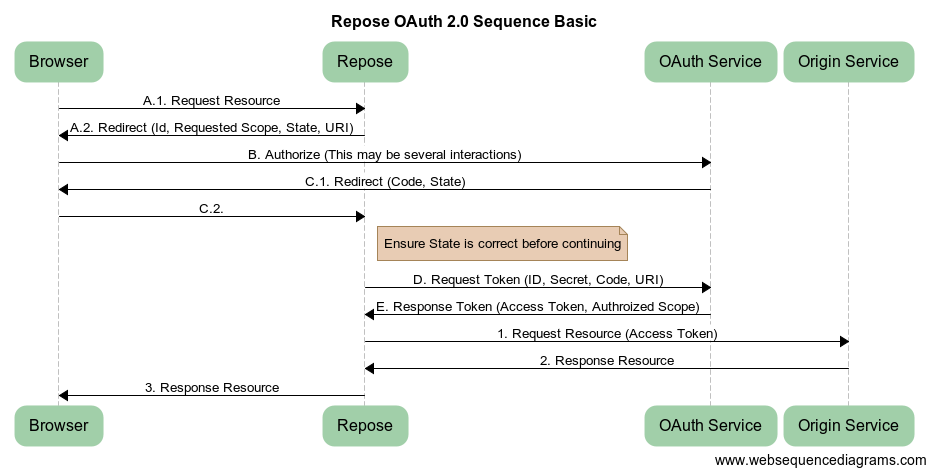 Repose OAuth 2.0 Sequence Basic
Browser Repose OAuth Service Origin Service
A.1. Request Resource
A.2. Redirect (Id, Requested Scope, State, URI)
B. Authorize (This may be several interactions)
C.1. Redirect (Code, State)
C.2.
Ensure State is correct before continuing
D. Request Token (ID, Secret, Code, URI)
E. Response Token (Access Token, Authroized Scope)
1. Request Resource (Access Token)
2. Response Resource
3. Response Resource
Browser Repose OAuth Service Origin Service
www.websequencediagrams.com